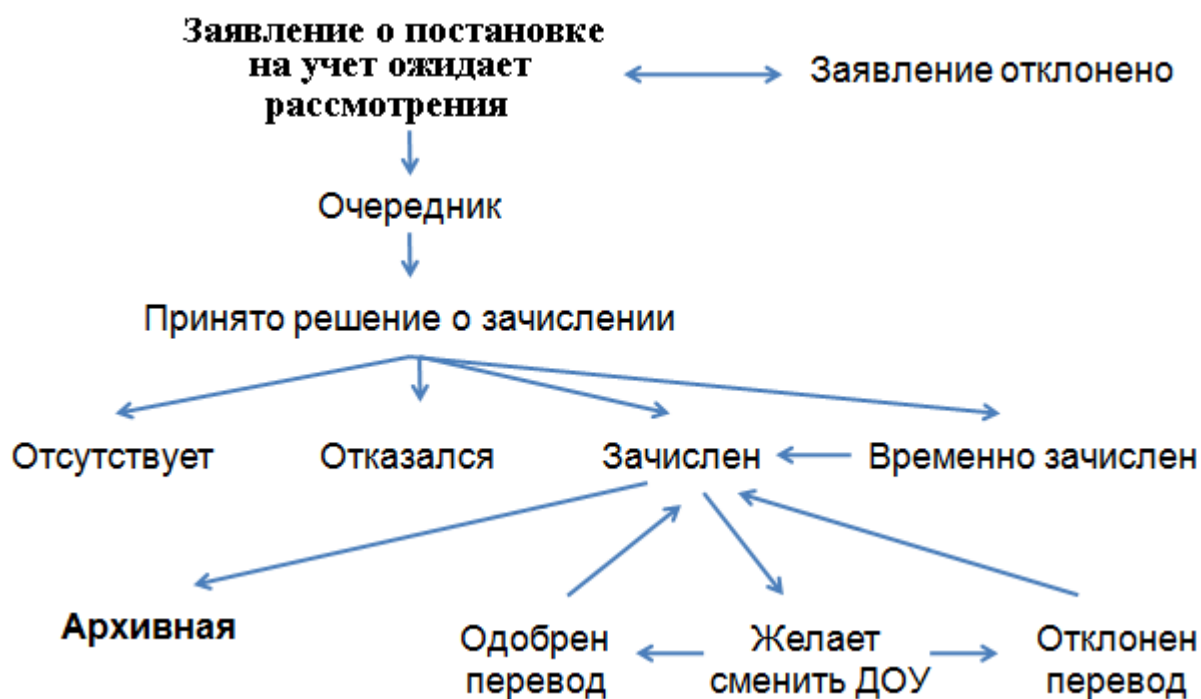 Заявление о постановке
на учет ожидает
рассмотрения
Заявление отклонено
Очередник
Принято решение о зачислении
Отсутствует
Отказался
Зачислен
Временно зачислен
Архивная
Одобрен
перевод
Желает
сменить ДОУ
Отклонен
перевод